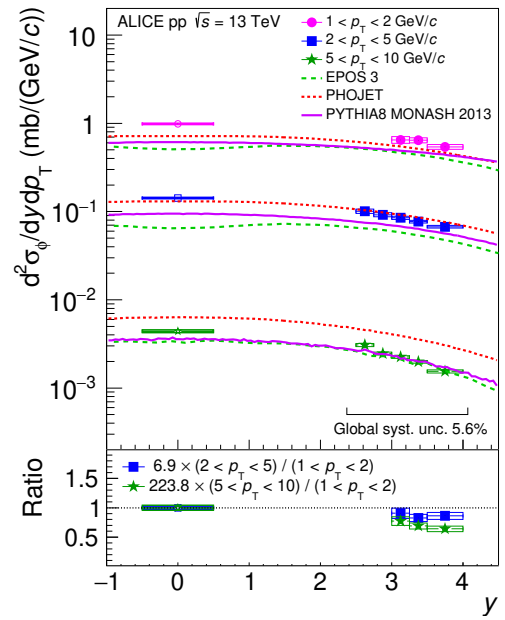 ALICE pp √s = 13 TeV
1 < p_T < 2 GeV/c
2 < p_T < 5 GeV/c
5 < p_T < 10 GeV/c
EPOS 3
PHOJET
PYTHIA8 MONASH 2013
d²σ_ϕ/dydp_T (mb/(GeV/c))
10
1
10⁻¹
10⁻²
10⁻³
Global syst. unc. 5.6%
6.9 × (2 < p_T < 5) / (1 < p_T < 2)
223.8 × (5 < p_T < 10) / (1 < p_T < 2)
Ratio
1.5
1
0.5
−1 0 1 2 3 4
y